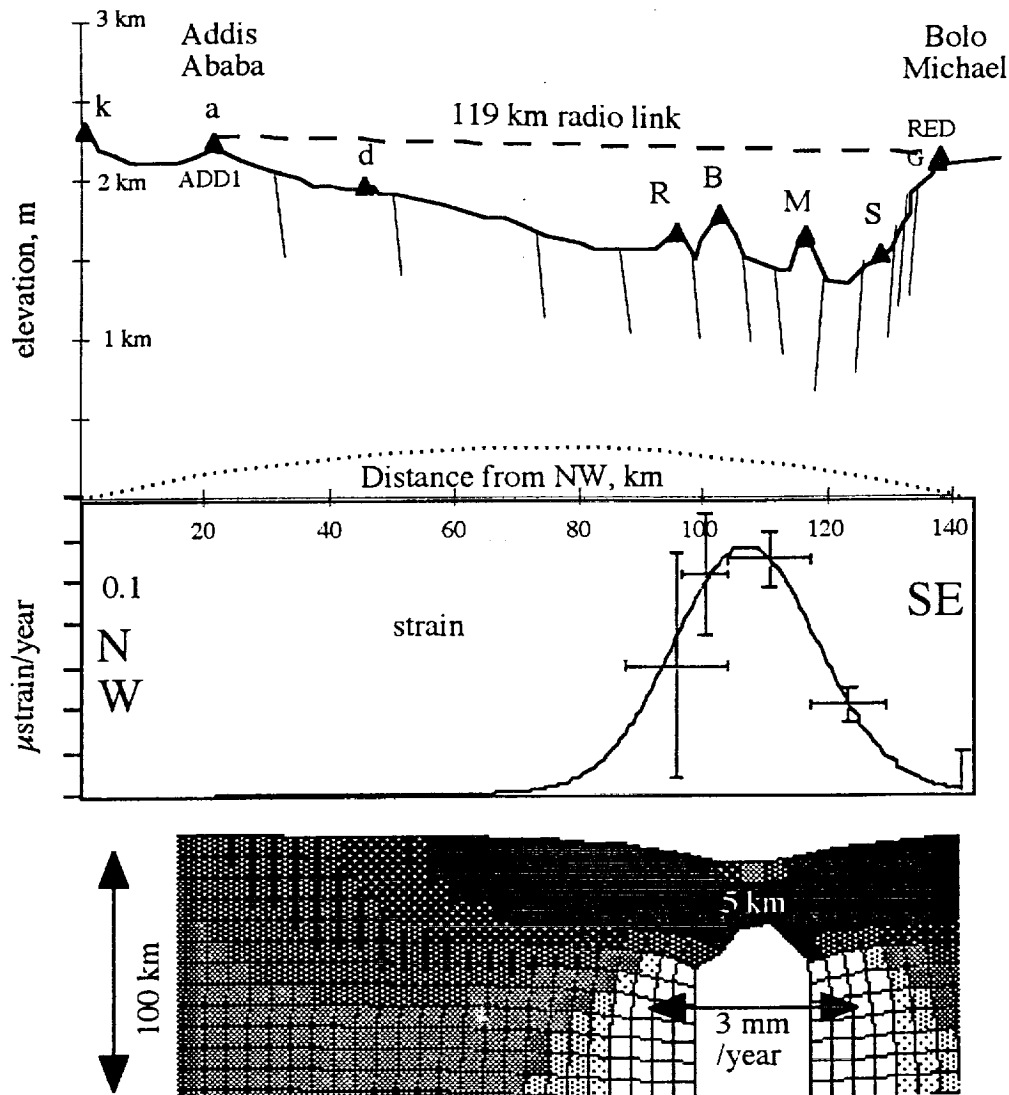 3 km
Addis
Ababa
Bolo
Michael
k
a
119 km radio link
RED
G
d
ADD1
2 km
R
B
M
S
elevation, m
1 km
Distance from NW, km
20
40
60
80
100
120
140
0.1
N
W
strain
SE
µstrain/year
5 km
100 km
3 mm
/year